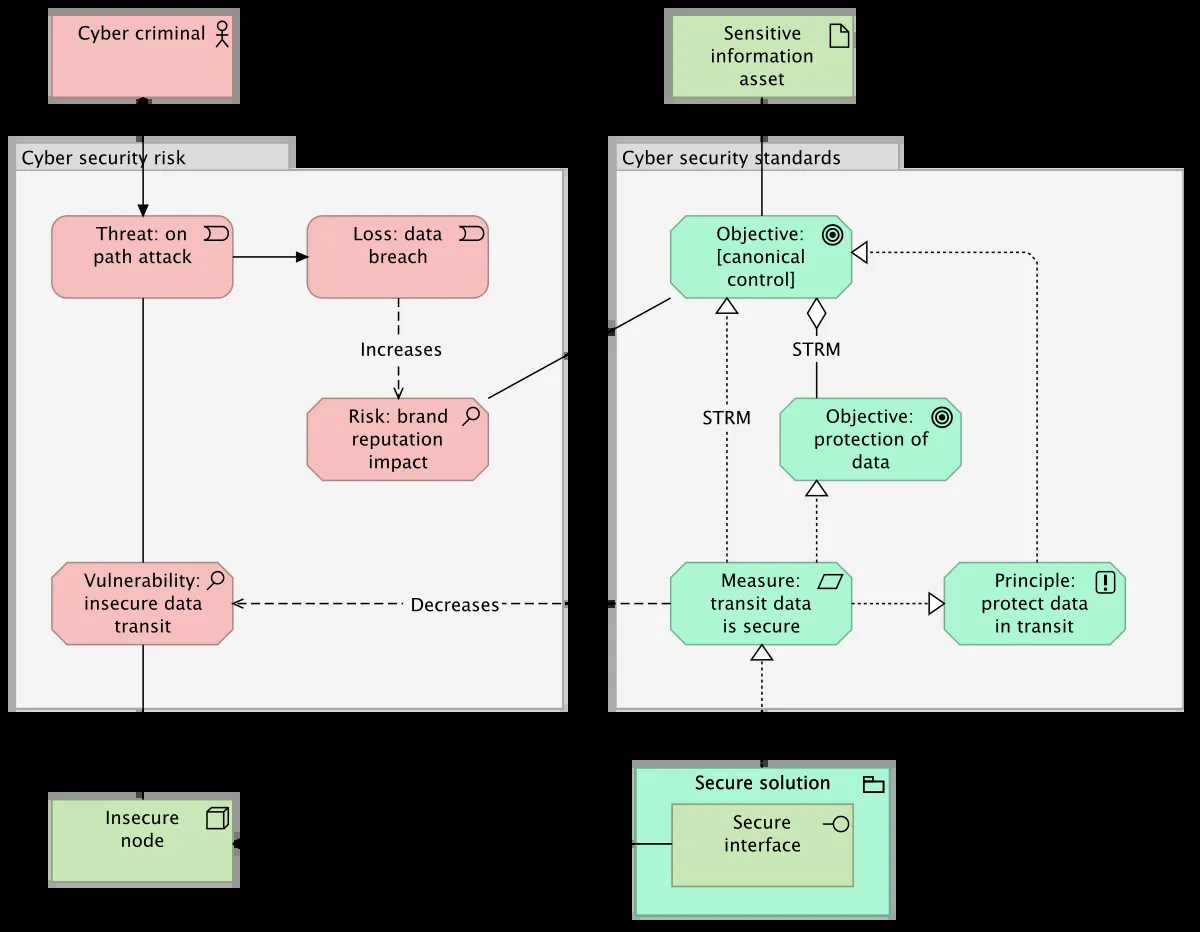 Cyber criminal
Sensitive
information
asset
Cyber security risk
Cyber security standards
Threat: on
path attack
Loss: data
breach
Objective:
[canonical
control]
Increases
STRM
STRM
Risk: brand
reputation
impact
Objective:
protection of
data
Vulnerability:
insecure data
transit
Decreases
Measure:
transit data
is secure
Principle:
protect data
in transit
Insecure
node
Secure solution
Secure
interface